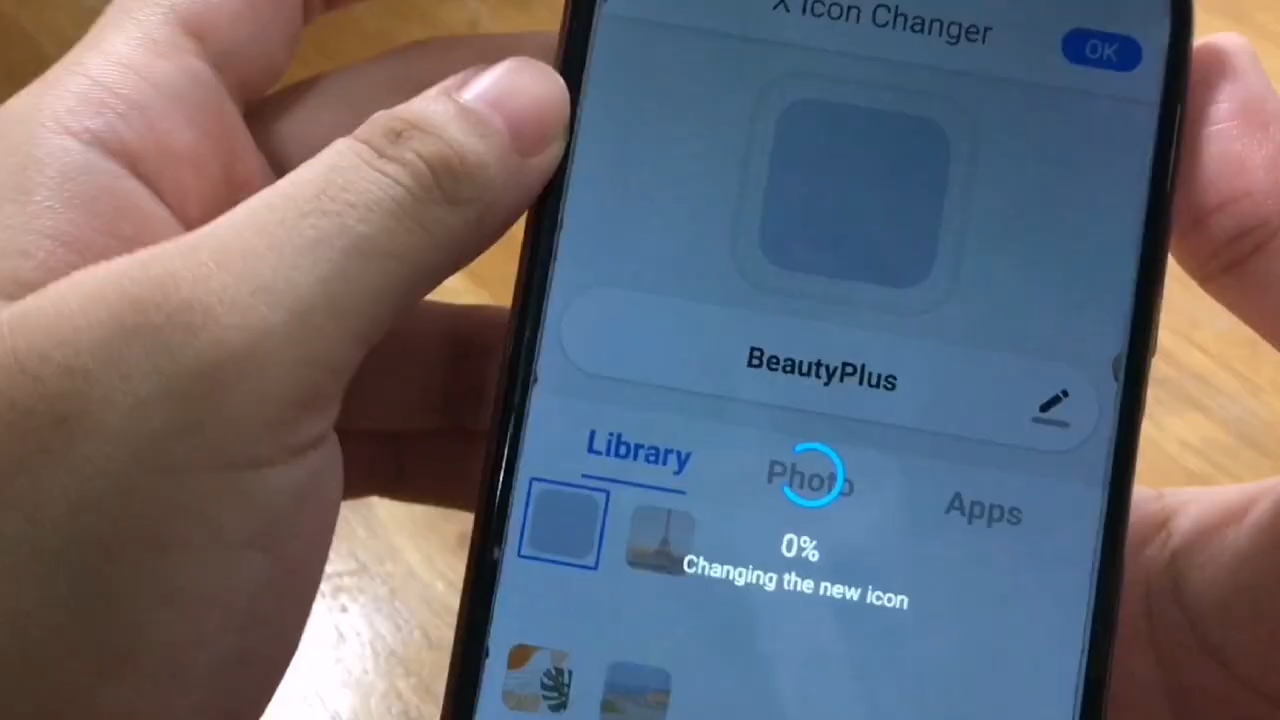 X Icon Changer
OK
BeautyPlus
Library
Photo
Apps
0%
Changing the new icon